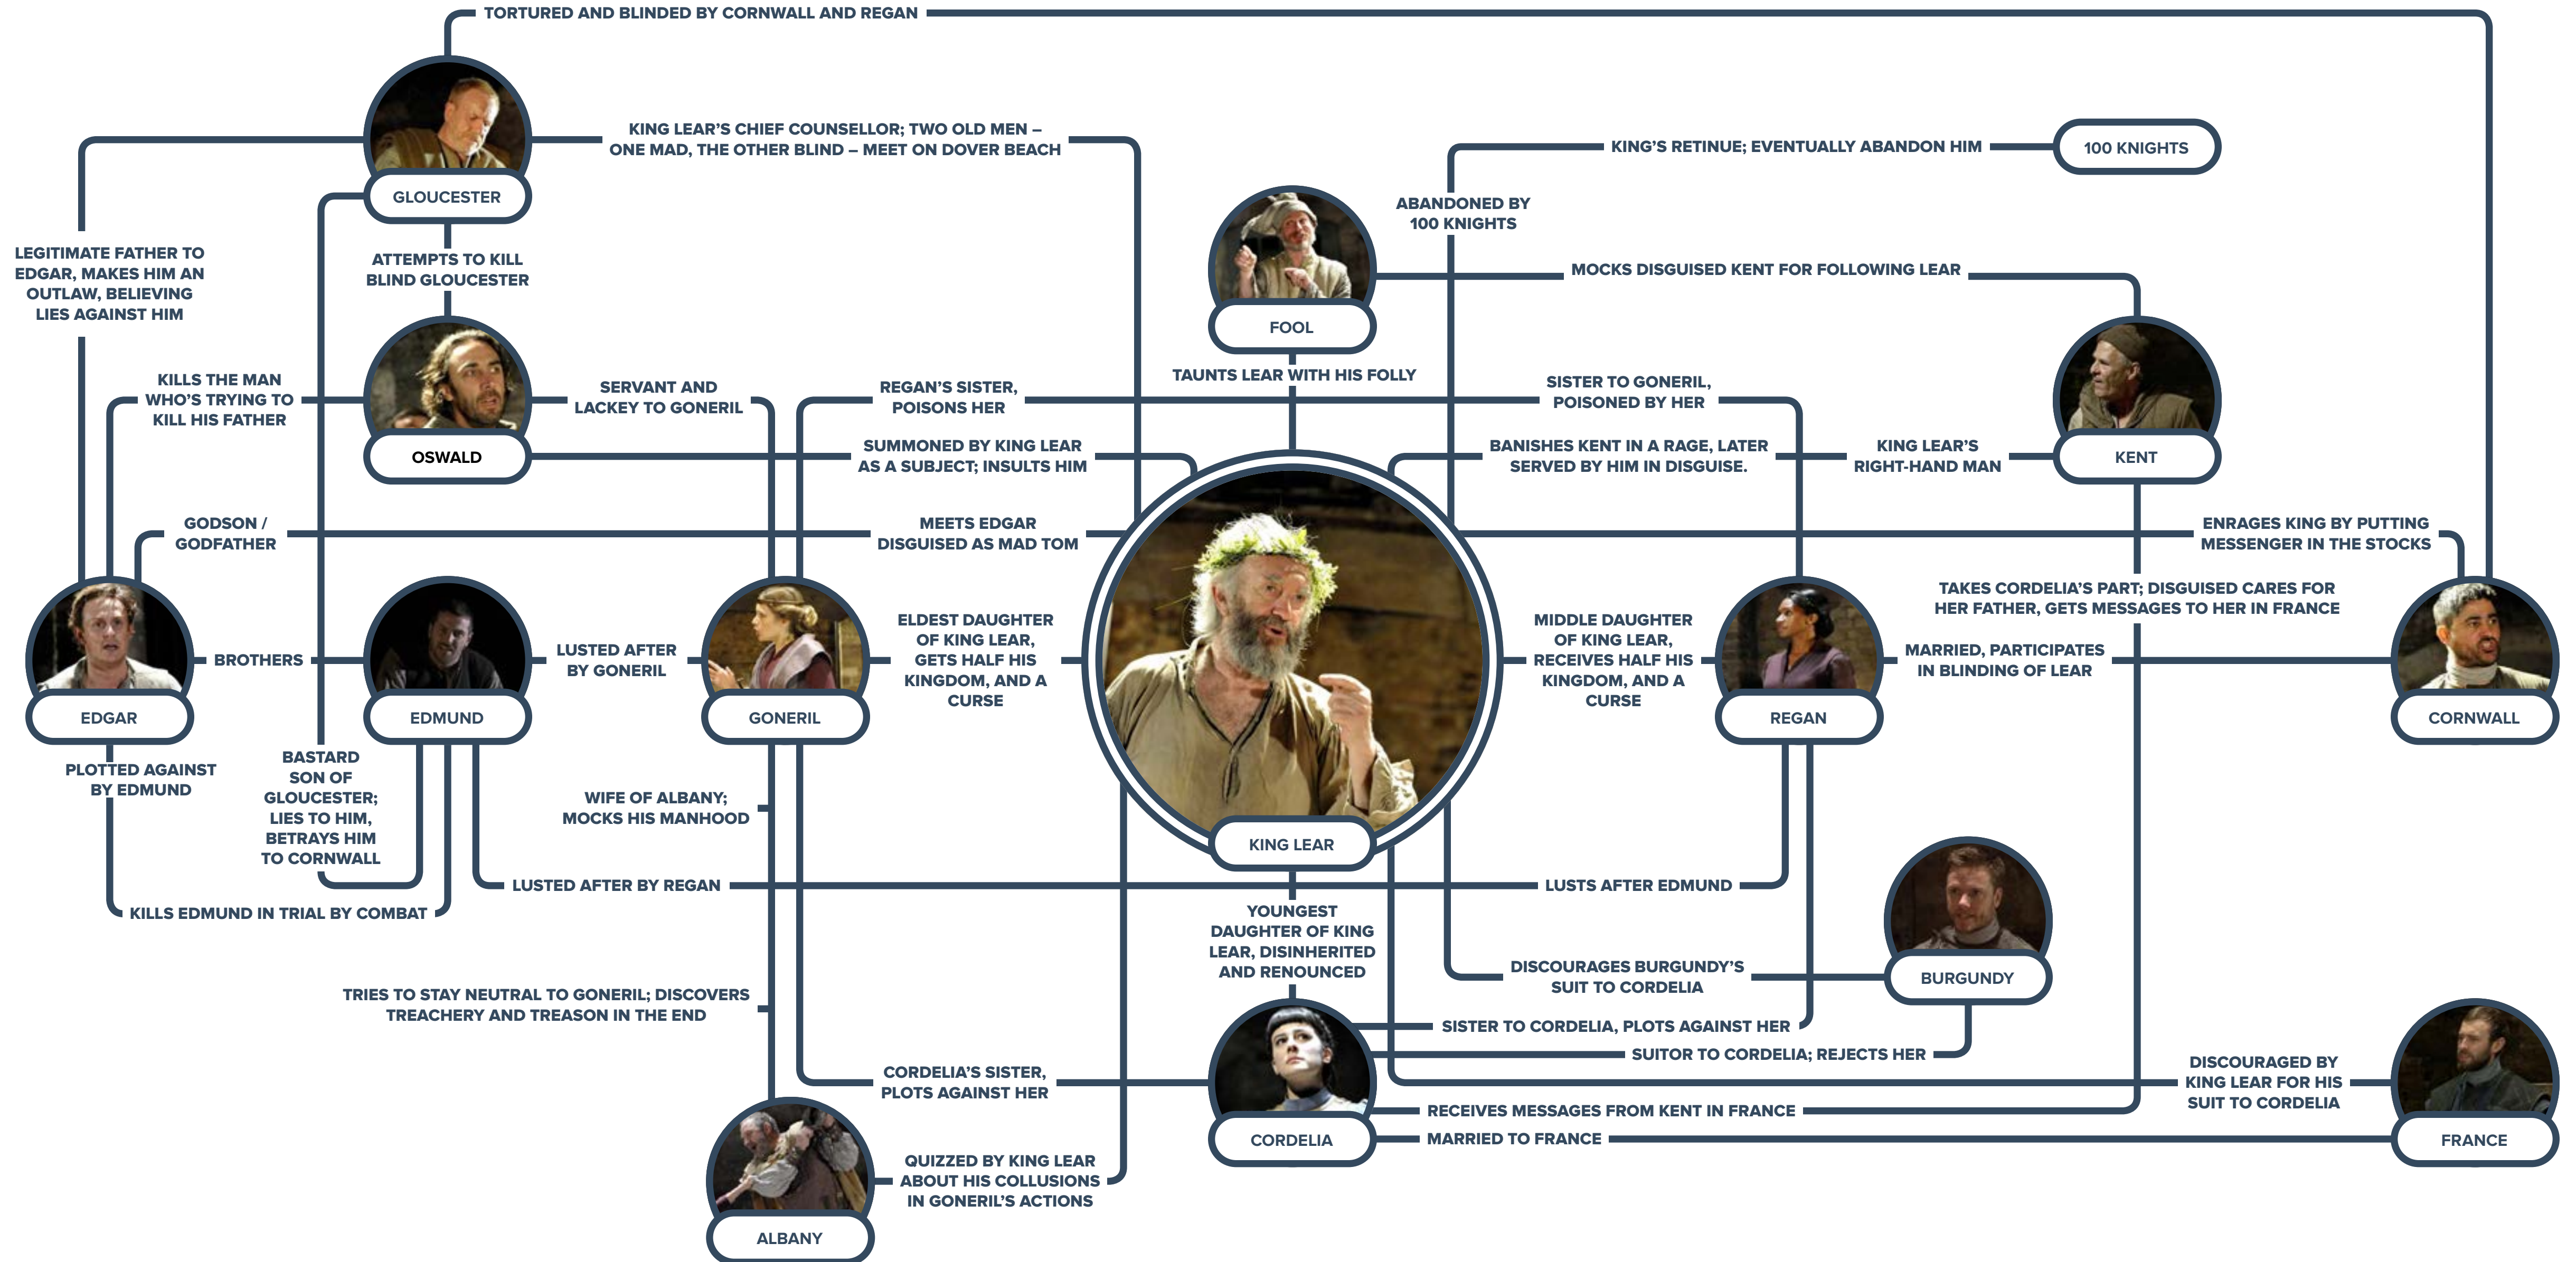 TORTURED AND BLINDED BY CORNWALL AND REGAN
KING LEAR’S CHIEF COUNSELLOR; TWO OLD MEN –
ONE MAD, THE OTHER BLIND – MEET ON DOVER BEACH
KING’S RETINUE; EVENTUALLY ABANDON HIM
100 KNIGHTS
GLOUCESTER
ABANDONED BY
100 KNIGHTS
LEGITIMATE FATHER TO
EDGAR, MAKES HIM AN
OUTLAW, BELIEVING
LIES AGAINST HIM
ATTEMPTS TO KILL
BLIND GLOUCESTER
MOCKS DISGUISED KENT FOR FOLLOWING LEAR
FOOL
TAUNTS LEAR WITH HIS FOLLY
KILLS THE MAN
WHO’S TRYING TO
KILL HIS FATHER
SERVANT AND
LACKEY TO GONERIL
REGAN’S SISTER,
POISONS HER
SISTER TO GONERIL,
POISONED BY HER
OSWALD
SUMMONED BY KING LEAR
AS A SUBJECT; INSULTS HIM
BANISHES KENT IN A RAGE, LATER
SERVED BY HIM IN DISGUISE.
KING LEAR’S
RIGHT-HAND MAN
KENT
GODSON /
GODFATHER
MEETS EDGAR
DISGUISED AS MAD TOM
ENRAGES KING BY PUTTING
MESSENGER IN THE STOCKS
TAKES CORDELIA’S PART; DISGUISED CARES FOR
HER FATHER, GETS MESSAGES TO HER IN FRANCE
BROTHERS
LUSTED AFTER
BY GONERIL
ELDEST DAUGHTER
OF KING LEAR,
GETS HALF HIS
KINGDOM, AND A
CURSE
MIDDLE DAUGHTER
OF KING LEAR,
RECEIVES HALF HIS
KINGDOM, AND A
CURSE
MARRIED, PARTICIPATES
IN BLINDING OF LEAR
EDGAR
EDMUND
GONERIL
REGAN
CORNWALL
PLOTTED AGAINST
BY EDMUND
BASTARD
SON OF
GLOUCESTER;
LIES TO HIM,
BETRAYS HIM
TO CORNWALL
WIFE OF ALBANY;
MOCKS HIS MANHOOD
KING LEAR
LUSTED AFTER BY REGAN
LUSTS AFTER EDMUND
KILLS EDMUND IN TRIAL BY COMBAT
YOUNGEST
DAUGHTER OF KING
LEAR, DISINHERITED
AND RENOUNCED
DISCOURAGES BURGUNDY’S
SUIT TO CORDELIA
BURGUNDY
TRIES TO STAY NEUTRAL TO GONERIL; DISCOVERS
TREACHERY AND TREASON IN THE END
SISTER TO CORDELIA, PLOTS AGAINST HER
SUITOR TO CORDELIA; REJECTS HER
CORDELIA’S SISTER,
PLOTS AGAINST HER
DISCOURAGED BY
KING LEAR FOR HIS
SUIT TO CORDELIA
RECEIVES MESSAGES FROM KENT IN FRANCE
CORDELIA
MARRIED TO FRANCE
FRANCE
QUIZZED BY KING LEAR
ABOUT HIS COLLUSIONS
IN GONERIL’S ACTIONS
ALBANY